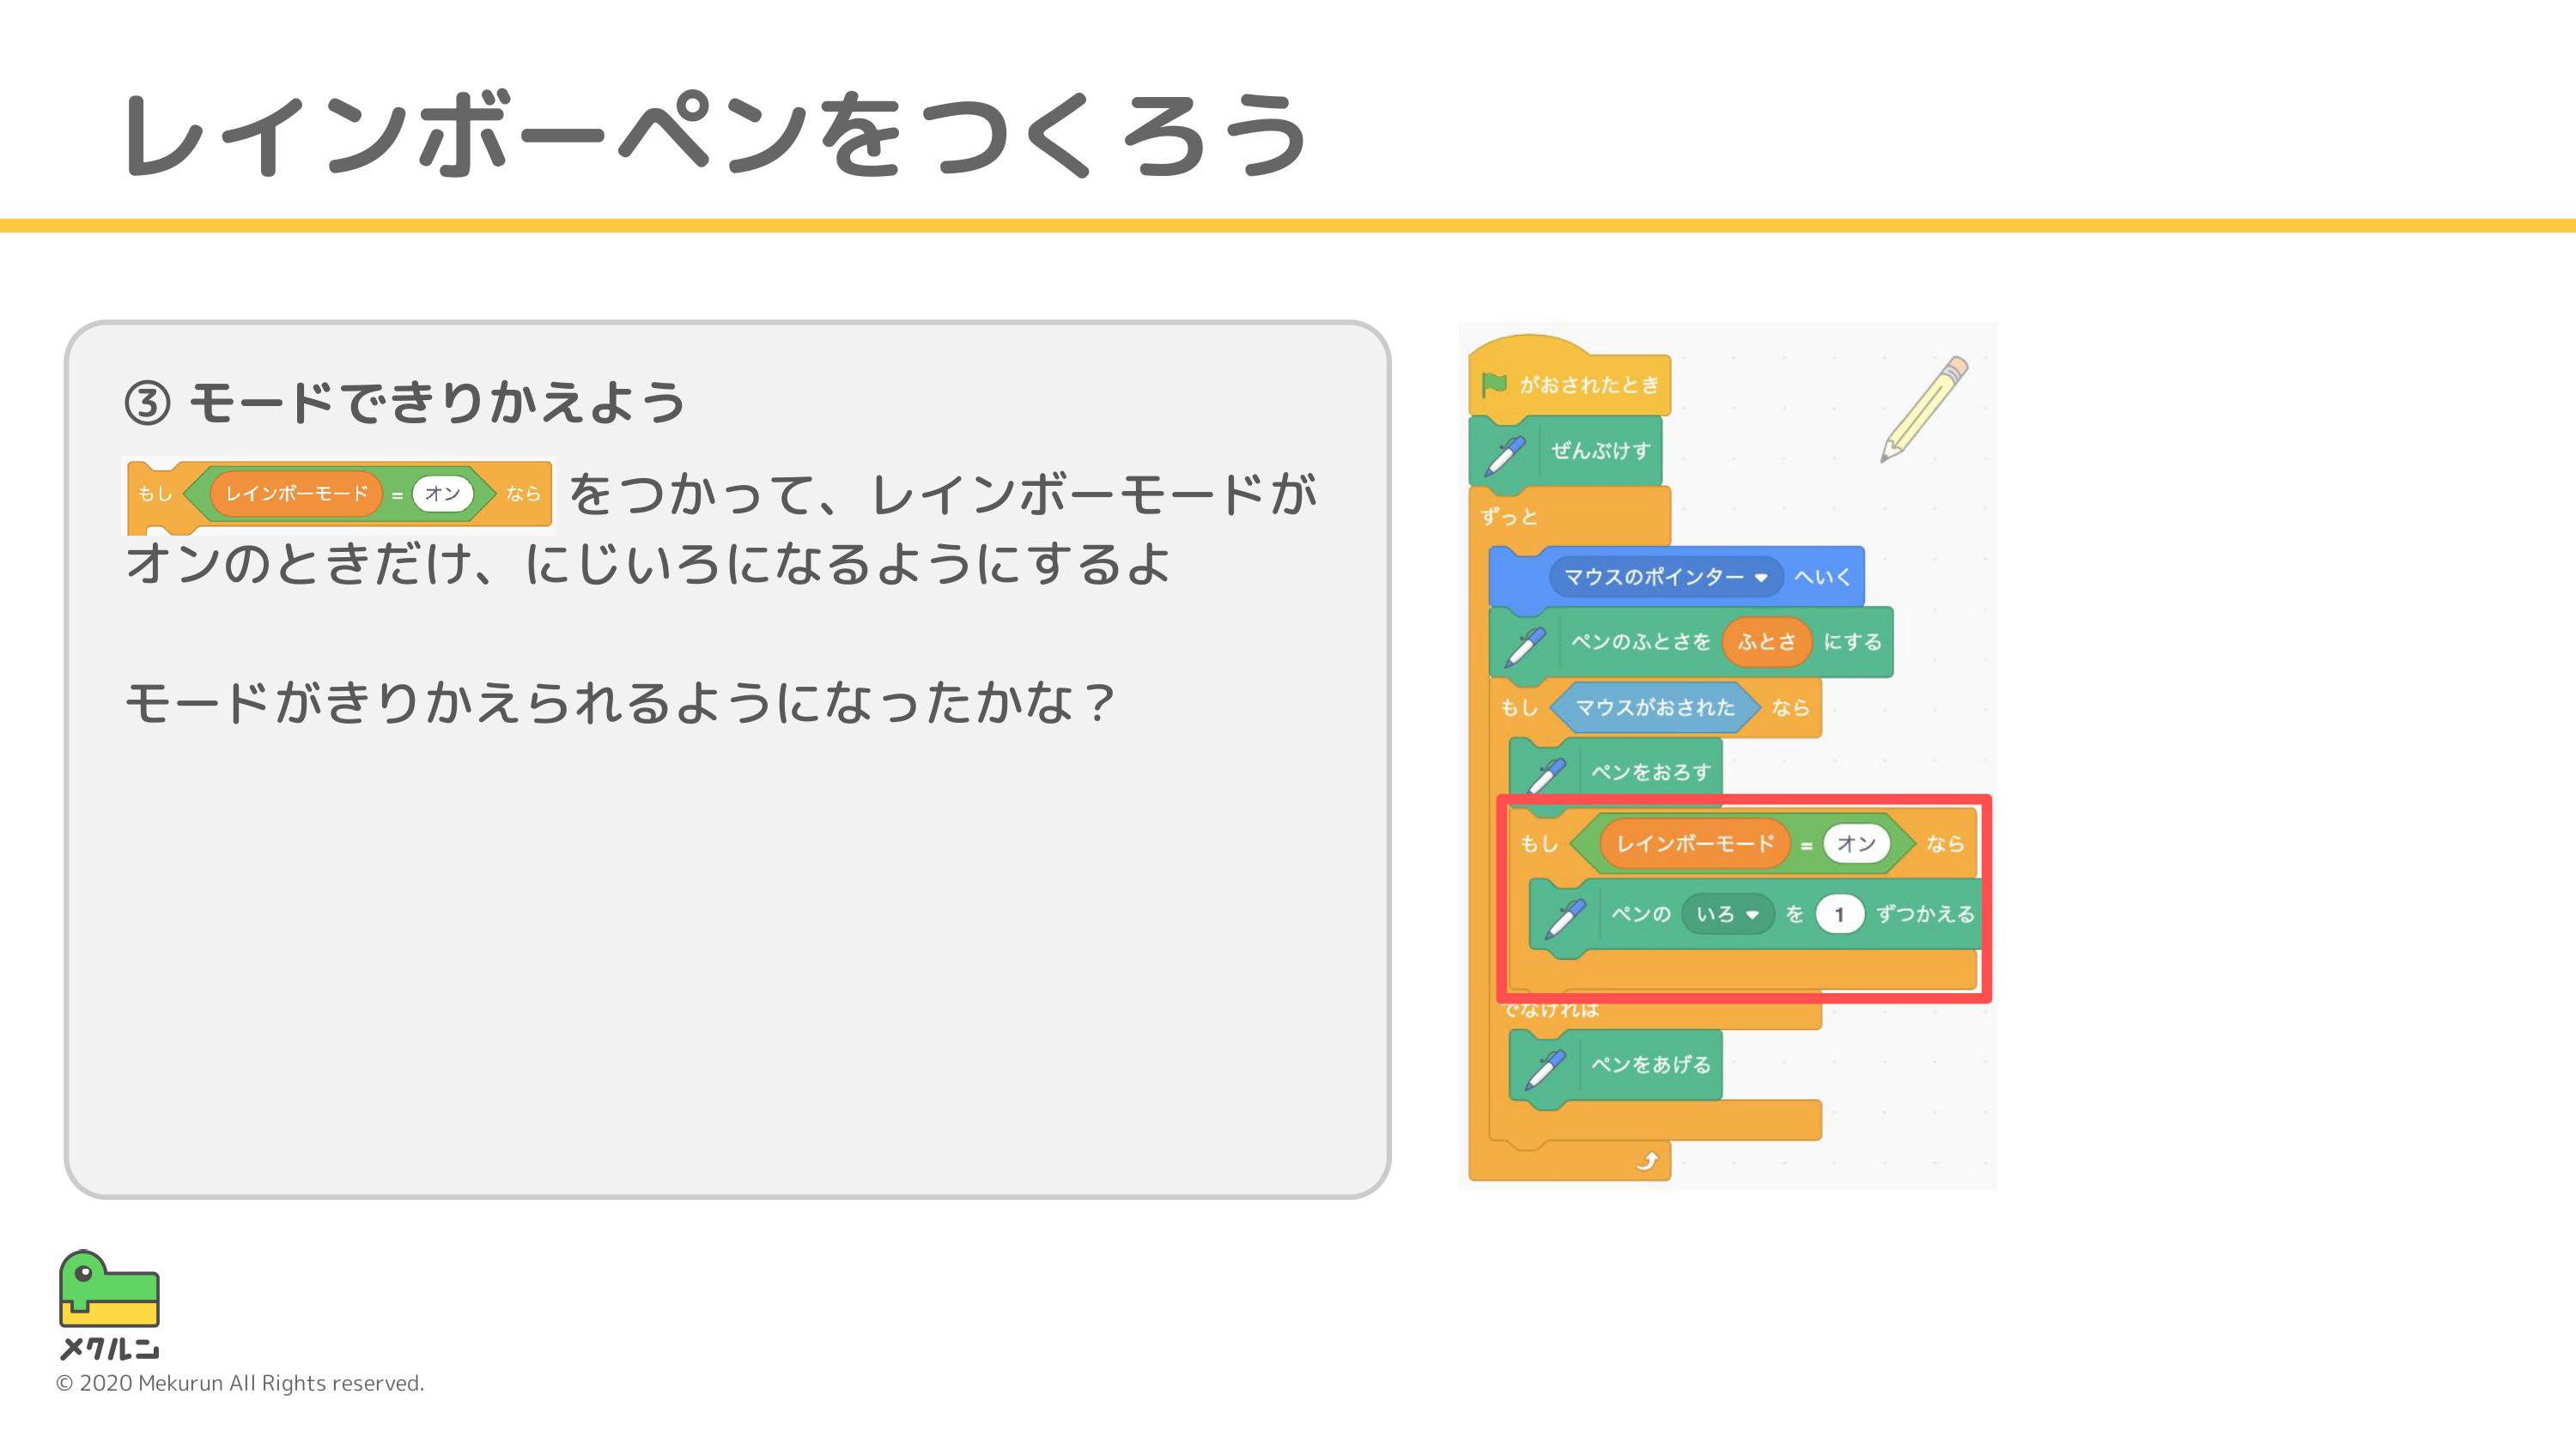 レインボーペンをつくろう
③ モードできりかえよう
もし レインボーモード = オン なら をつかって、レインボーモードが
オンのときだけ、にじいろになるようにするよ
モードがきりかえられるようになったかな？
がおされたとき
ぜんぶけす
ずっと
マウスのポインター へいく
ペンのふとさを ふとさ にする
もし マウスがおされた なら
ペンをおろす
もし レインボーモード = オン なら
ペンの いろ を 1 ずつかえる
でなければ
ペンをあげる
メクルン
© 2020 Mekurun All Rights reserved.